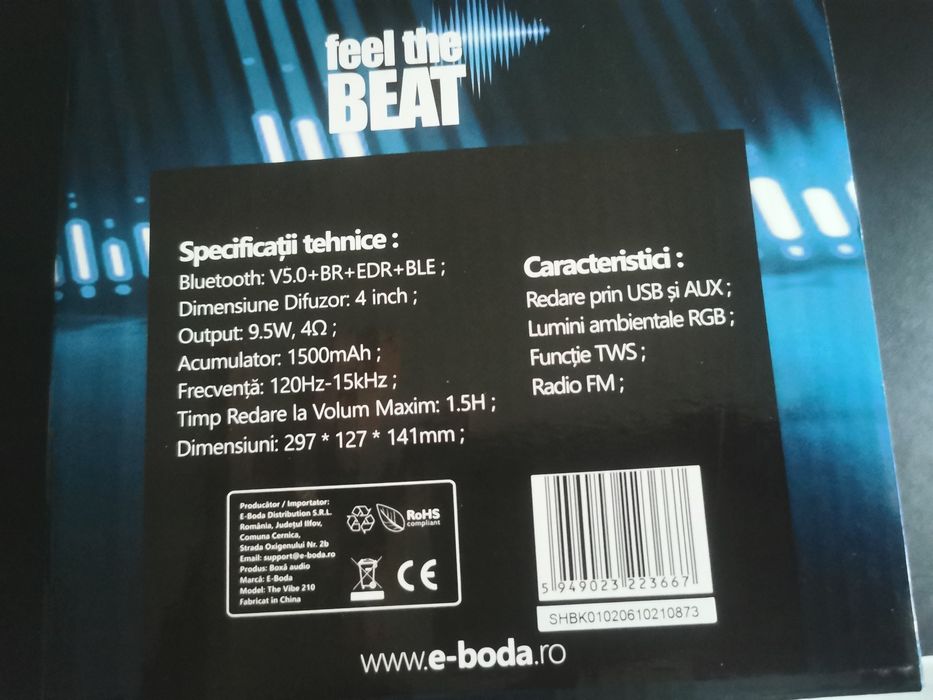 feel the
BEAT
Specificații tehnice :
Bluetooth: V5.0+BR+EDR+BLE ;
Dimensiune Difuzor: 4 inch ;
Output: 9.5W, 4Ω ;
Acumulator: 1500mAh ;
Frecvență: 120Hz-15kHz ;
Timp Redare la Volum Maxim: 1.5H ;
Dimensiuni: 297 * 127 * 141mm ;
Caracteristici :
Redare prin USB și AUX ;
Lumini ambientale RGB ;
Funcție TWS ;
Radio FM ;
Producător / Importator:
E-Boda Distribution S.R.L.
România, Județul Ilfov,
Comuna Cernica,
Strada Oxigenului Nr. 2b
Email: support@e-boda.ro
Produs: Boxă audio
Marcă: E-Boda
Model: The Vibe 210
Fabricat în China
RoHS
compliant
CE
5 949023 223667
SHBK01020610210873
www.e-boda.ro